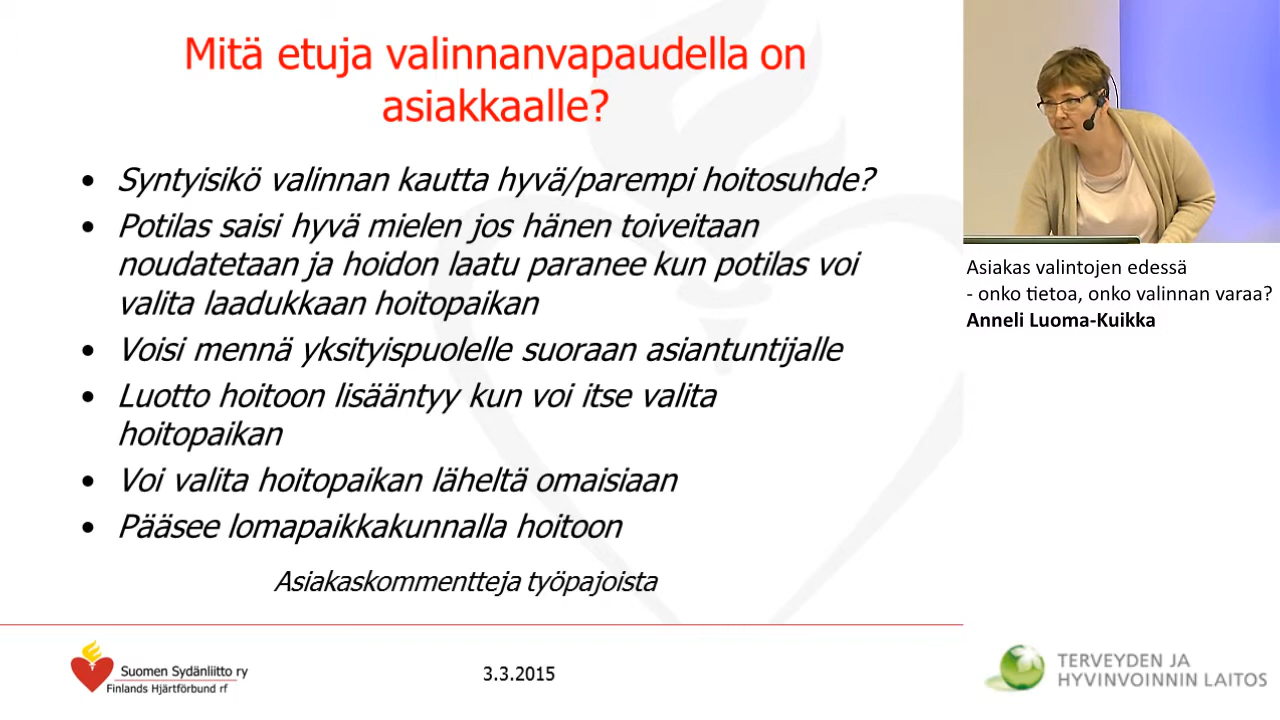 Mitä etuja valinnanvapaudella on
asiakkaalle?
• Syntyisikö valinnan kautta hyvä/parempi hoitosuhde?
• Potilas saisi hyvä mielen jos hänen toiveitaan
noudatetaan ja hoidon laatu paranee kun potilas voi
valita laadukkaan hoitopaikan
• Voisi mennä yksityispuolelle suoraan asiantuntijalle
• Luotto hoitoon lisääntyy kun voi itse valita
hoitopaikan
• Voi valita hoitopaikan läheltä omaisiaan
• Pääsee lomapaikkakunnalla hoitoon
Asiakaskommentteja työpajoista
Suomen Sydänliitto ry
Finlands Hjärtförbund rf
3.3.2015
Asiakas valintojen edessä
- onko tietoa, onko valinnan varaa?
Anneli Luoma-Kuikka
TERVEYDEN JA
HYVINVOINNIN LAITOS